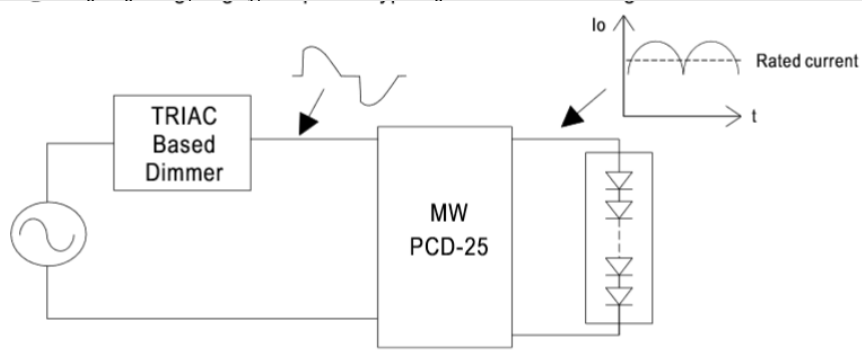 Io
Rated current
t
TRIAC
Based
Dimmer
MW
PCD-25